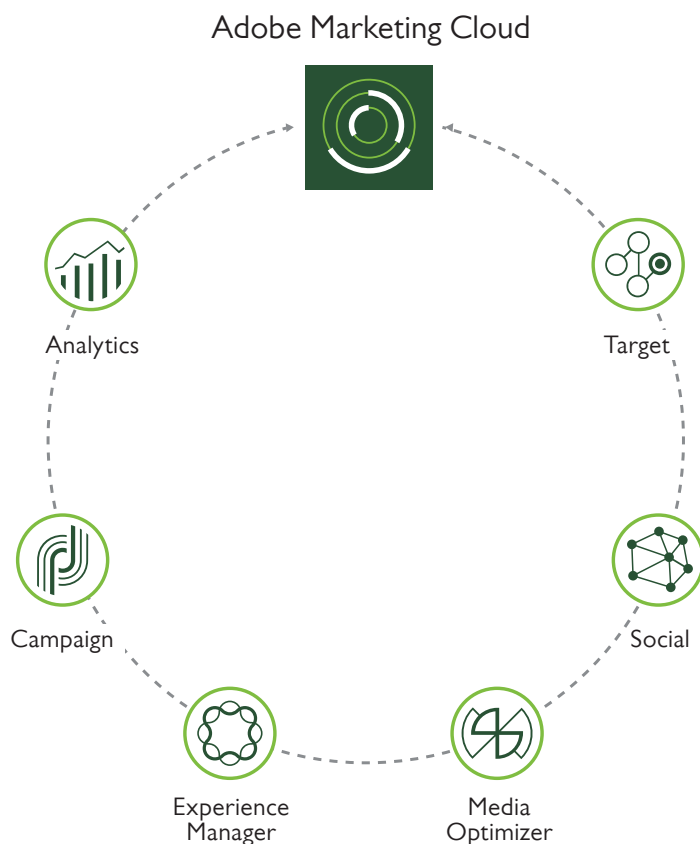 Adobe Marketing Cloud
Analytics
Target
Campaign
Social
Experience
Manager
Media
Optimizer